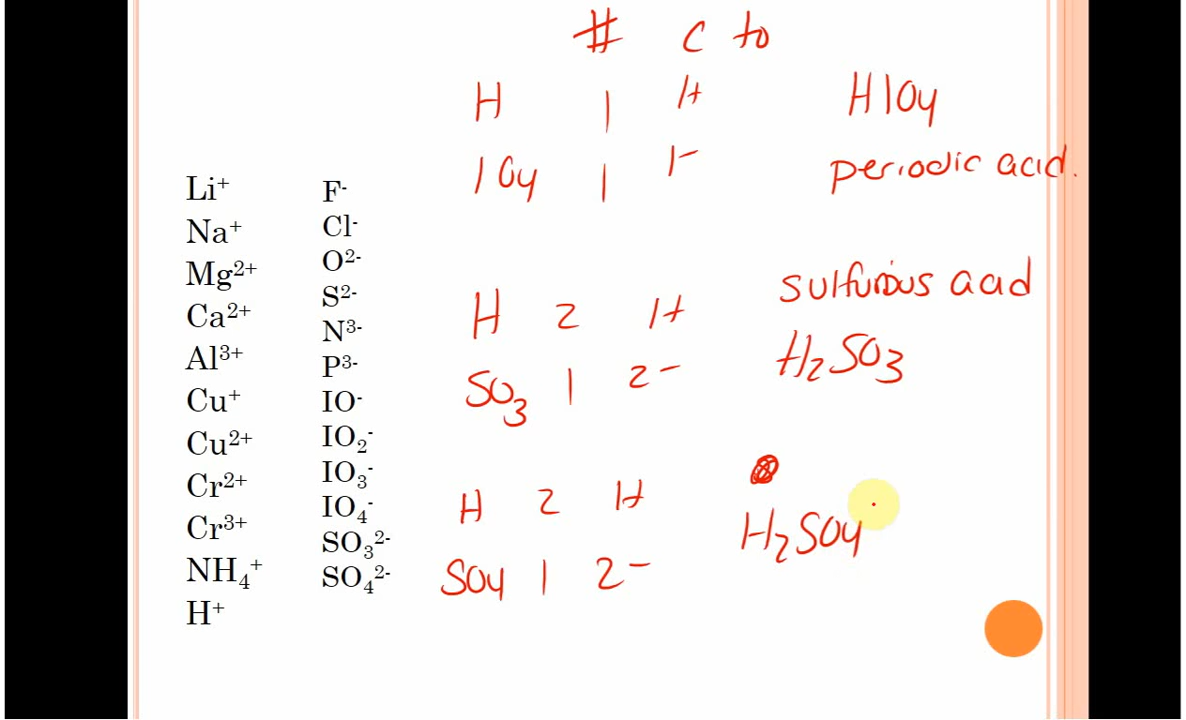 # C to
H 1 1+ HIO4
IO4 1 1- periodic acid.
Li⁺ F⁻
Na⁺ Cl⁻
Mg²⁺ O²⁻
Ca²⁺ S²⁻
Al³⁺ N³⁻
Cu⁺ P³⁻
Cu²⁺ IO⁻
Cr²⁺ IO₂⁻
Cr³⁺ IO₃⁻
NH₄⁺ IO₄⁻
H⁺ SO₃²⁻
SO₄²⁻
sulfurous acid
H 2 1+ H₂SO₃
SO₃ 1 2-
H 2 1+ H₂SO4
SO4 1 2-